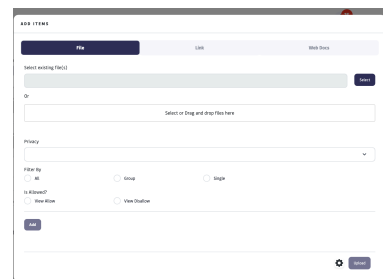 ADD ITEMS
File
Link
Web Docs
Select existing file(s)
Select
Or
Select or Drag and drop files here
Privacy
Filter By
All
Group
Single
Is Allowed?
View Allow
View Disallow
Add
Upload